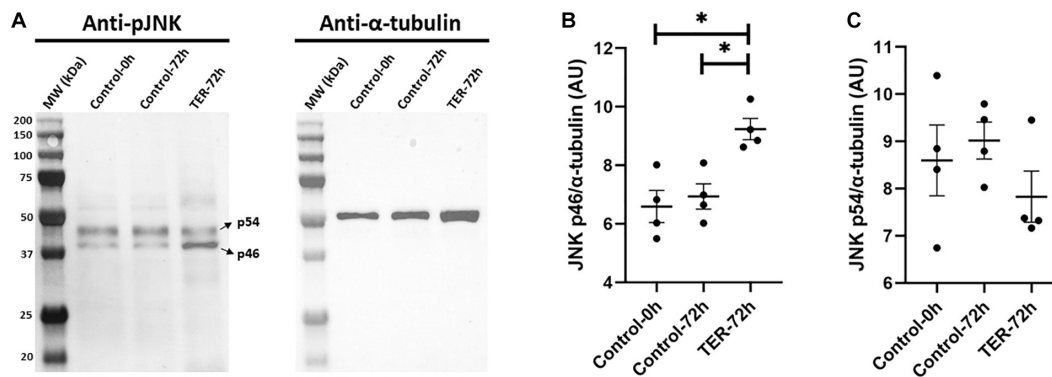 A
Anti-pJNK
MW (kDa)
Control-0h
Control-72h
TER-72h
200
150
100
75
50
37
25
20
p54
p46
Anti-α-tubulin
MW (kDa)
Control-0h
Control-72h
TER-72h
B
JNK p46/α-tubulin (AU)
12
10
8
6
4
*
*
Control-0h
Control-72h
TER-72h
C
JNK p54/α-tubulin (AU)
11
10
9
8
7
6
Control-0h
Control-72h
TER-72h